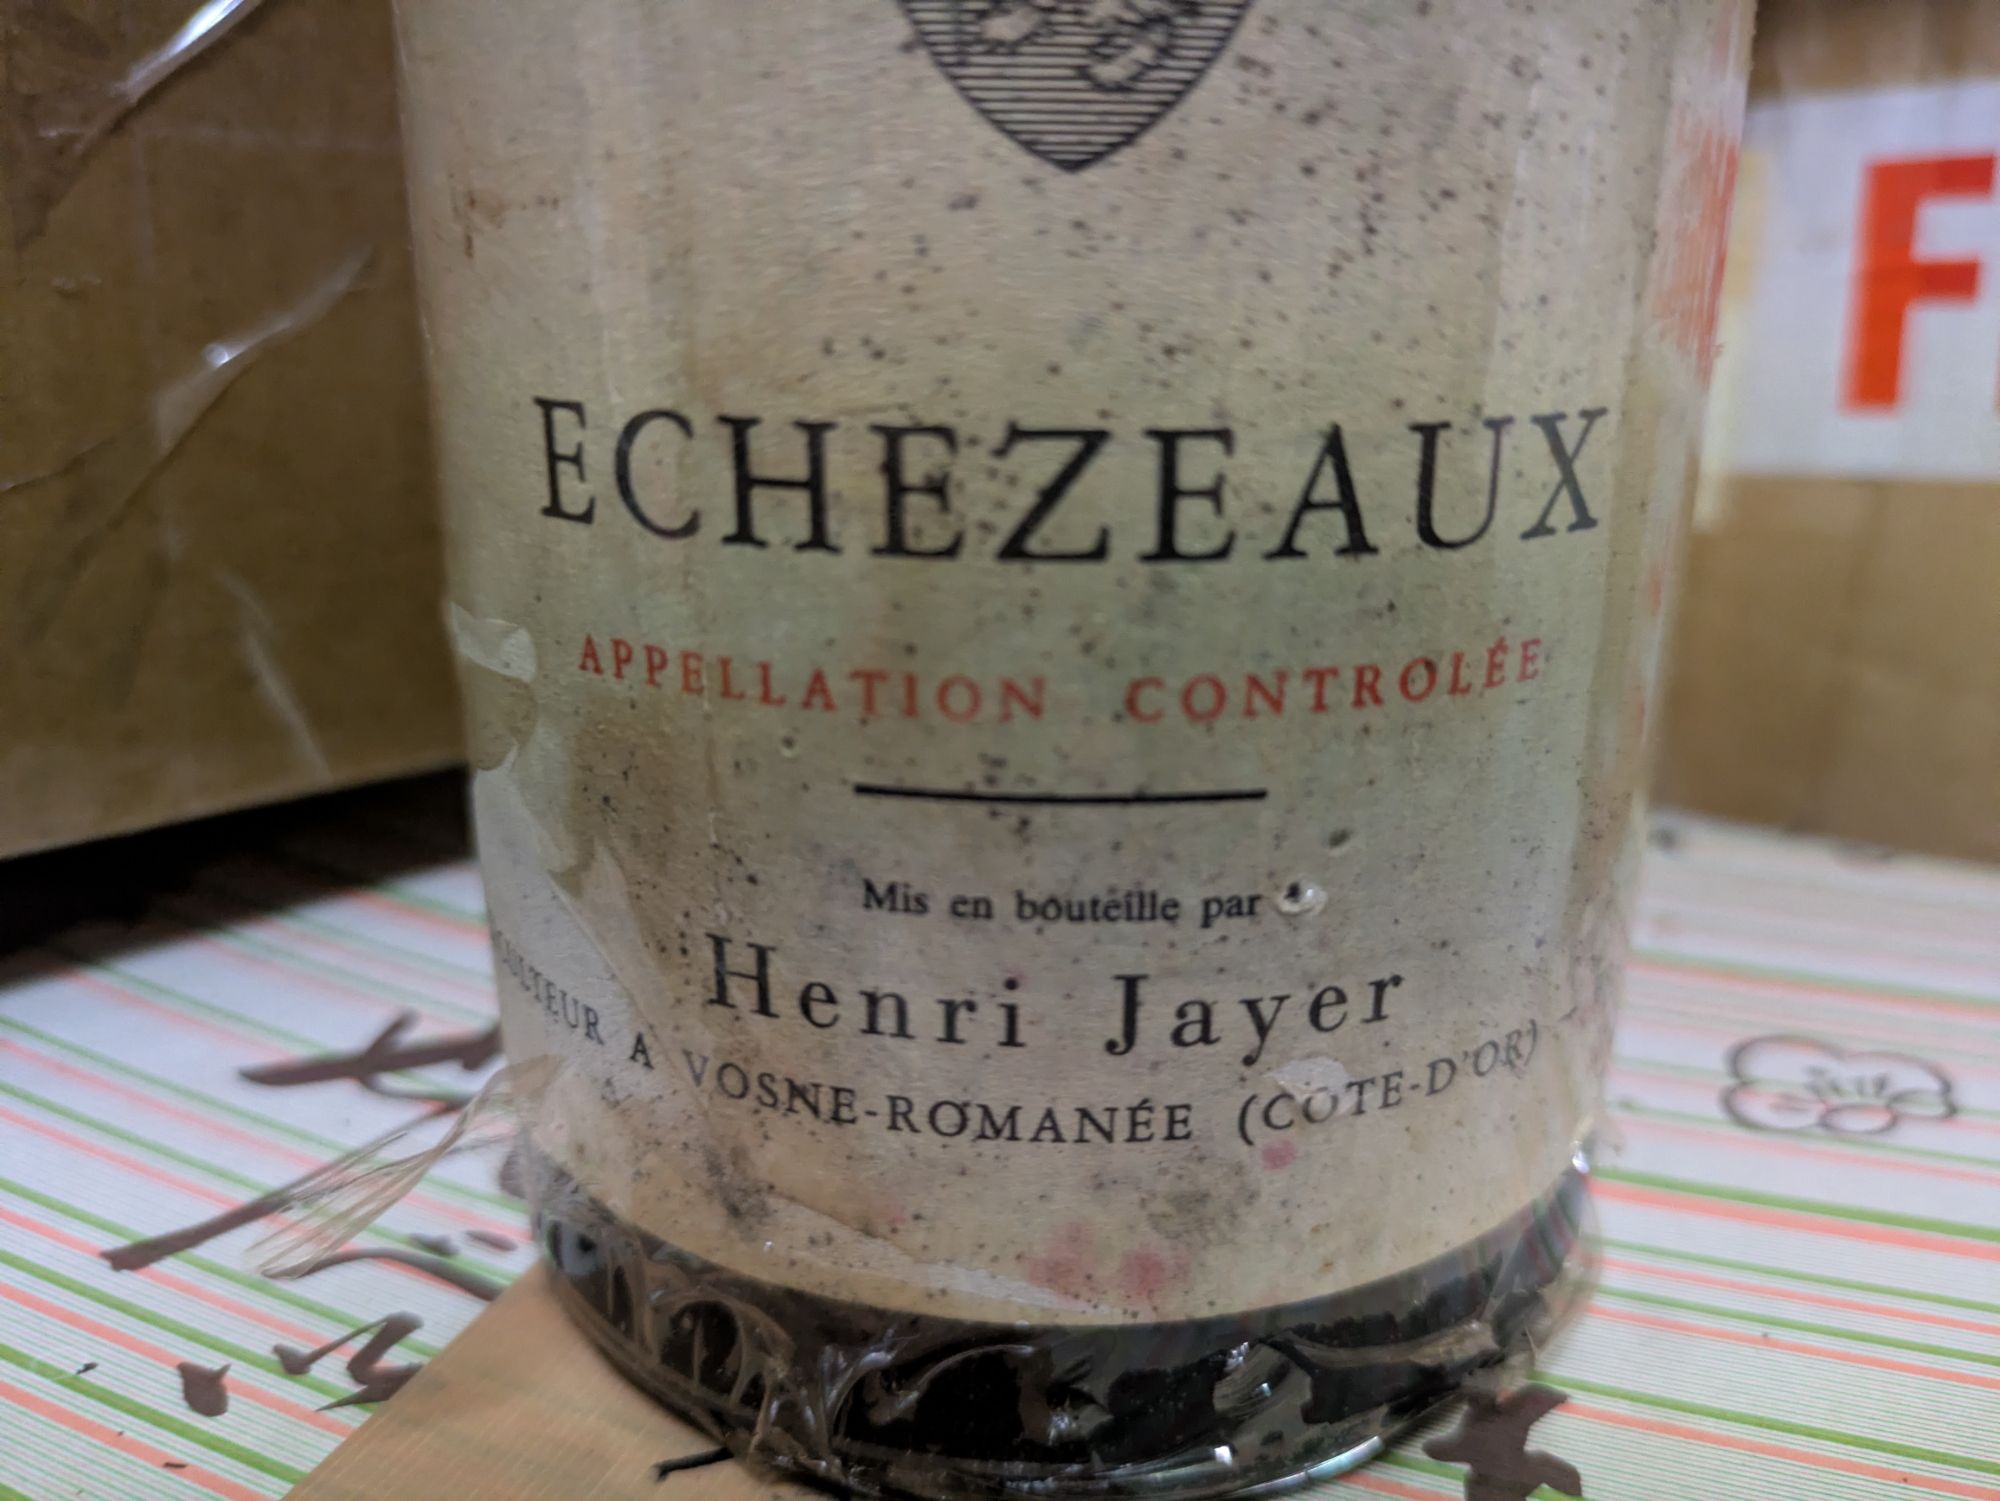 ECHEZEAUX
APPELLATION CONTROLÉE
Mis en bouteille par
Henri Jayer
A VOSNE-ROMANÉE (COTE-D'OR)
F